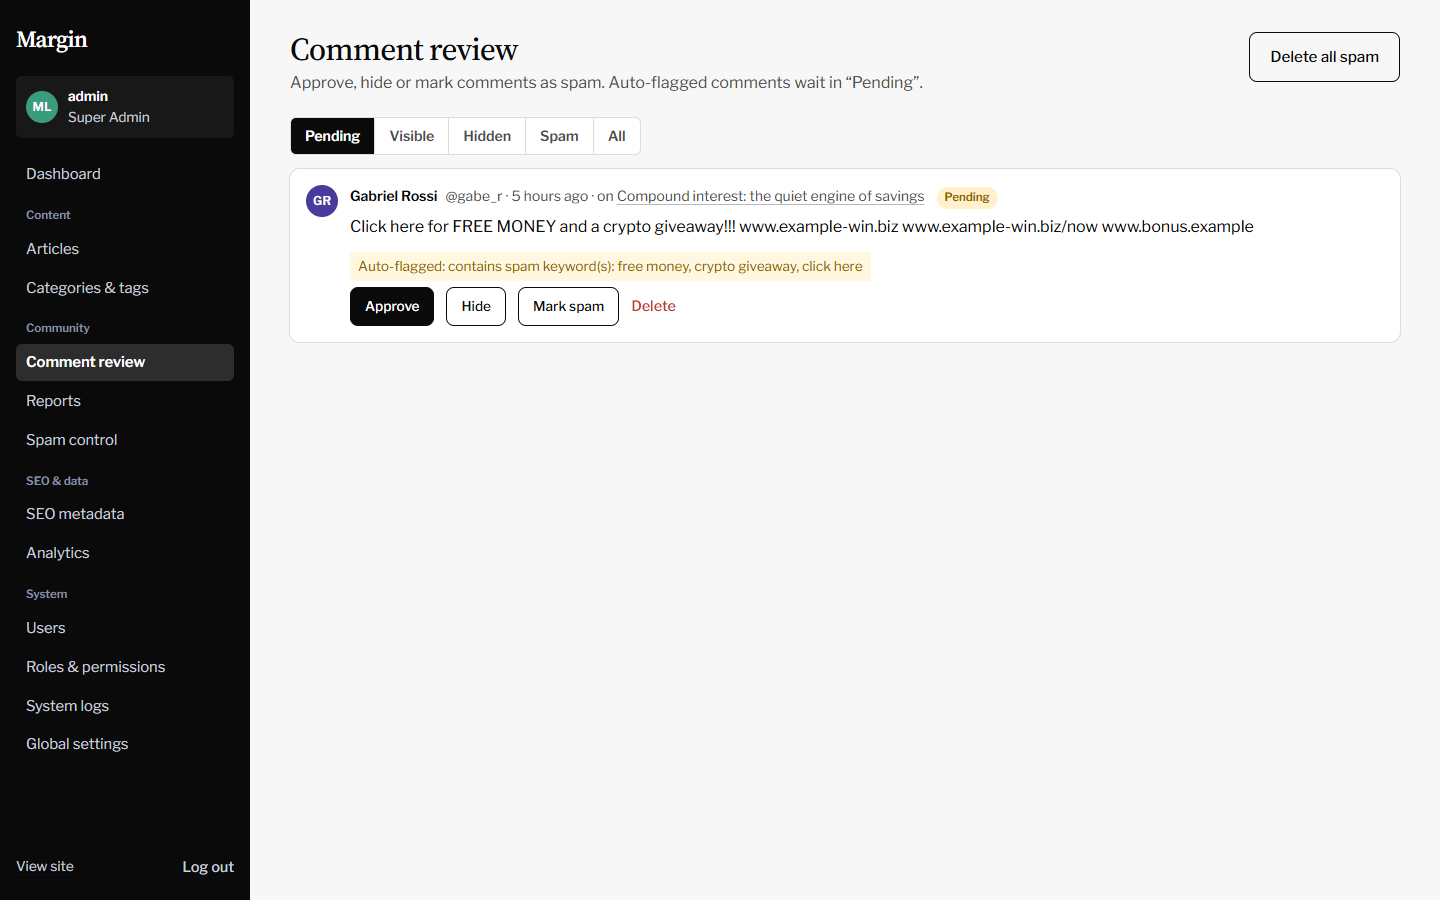 Margin
ML
admin
Super Admin
Dashboard
Content
Articles
Categories & tags
Community
Comment review
Reports
Spam control
SEO & data
SEO metadata
Analytics
System
Users
Roles & permissions
System logs
Global settings
View site
Log out
Comment review
Approve, hide or mark comments as spam. Auto-flagged comments wait in “Pending”.
Delete all spam
Pending Visible Hidden Spam All
GR
Gabriel Rossi @gabe_r · 5 hours ago · on Compound interest: the quiet engine of savings Pending
Click here for FREE MONEY and a crypto giveaway!!! www.example-win.biz www.example-win.biz/now www.bonus.example
Auto-flagged: contains spam keyword(s): free money, crypto giveaway, click here
Approve Hide Mark spam Delete